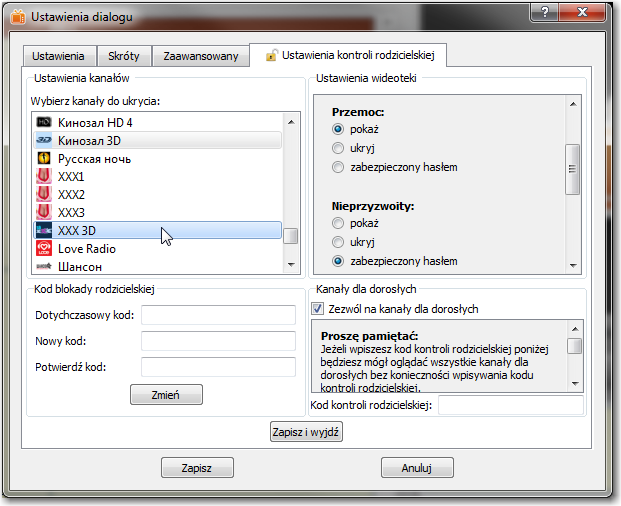 Ustawienia dialogu
Ustawienia
Skróty
Zaawansowany
Ustawienia kontroli rodzicielskiej
Ustawienia kanałów
Wybierz kanały do ukrycia:
HD Кинозал HD 4
3D Кинозал 3D
Русская ночь
XXX1
XXX2
XXX3
XXX 3D
Love Radio
Шансон
Ustawienia wideoteki
Przemoc:
pokaż
ukryj
zabezpieczony hasłem
Nieprzyzwoity:
pokaż
ukryj
zabezpieczony hasłem
Kod blokady rodzicielskiej
Dotychczasowy kod:
Nowy kod:
Potwierdź kod:
Zmień
Kanały dla dorosłych
Zezwól na kanały dla dorosłych
Proszę pamiętać:
Jeżeli wpiszesz kod kontroli rodzicielskiej poniżej
będziesz mógł oglądać wszystkie kanały dla
dorosłych bez konieczności wpisywania kodu
kontroli rodzicielskiej.
Kod kontroli rodzicielskiej:
Zapisz i wyjdź
Zapisz
Anuluj